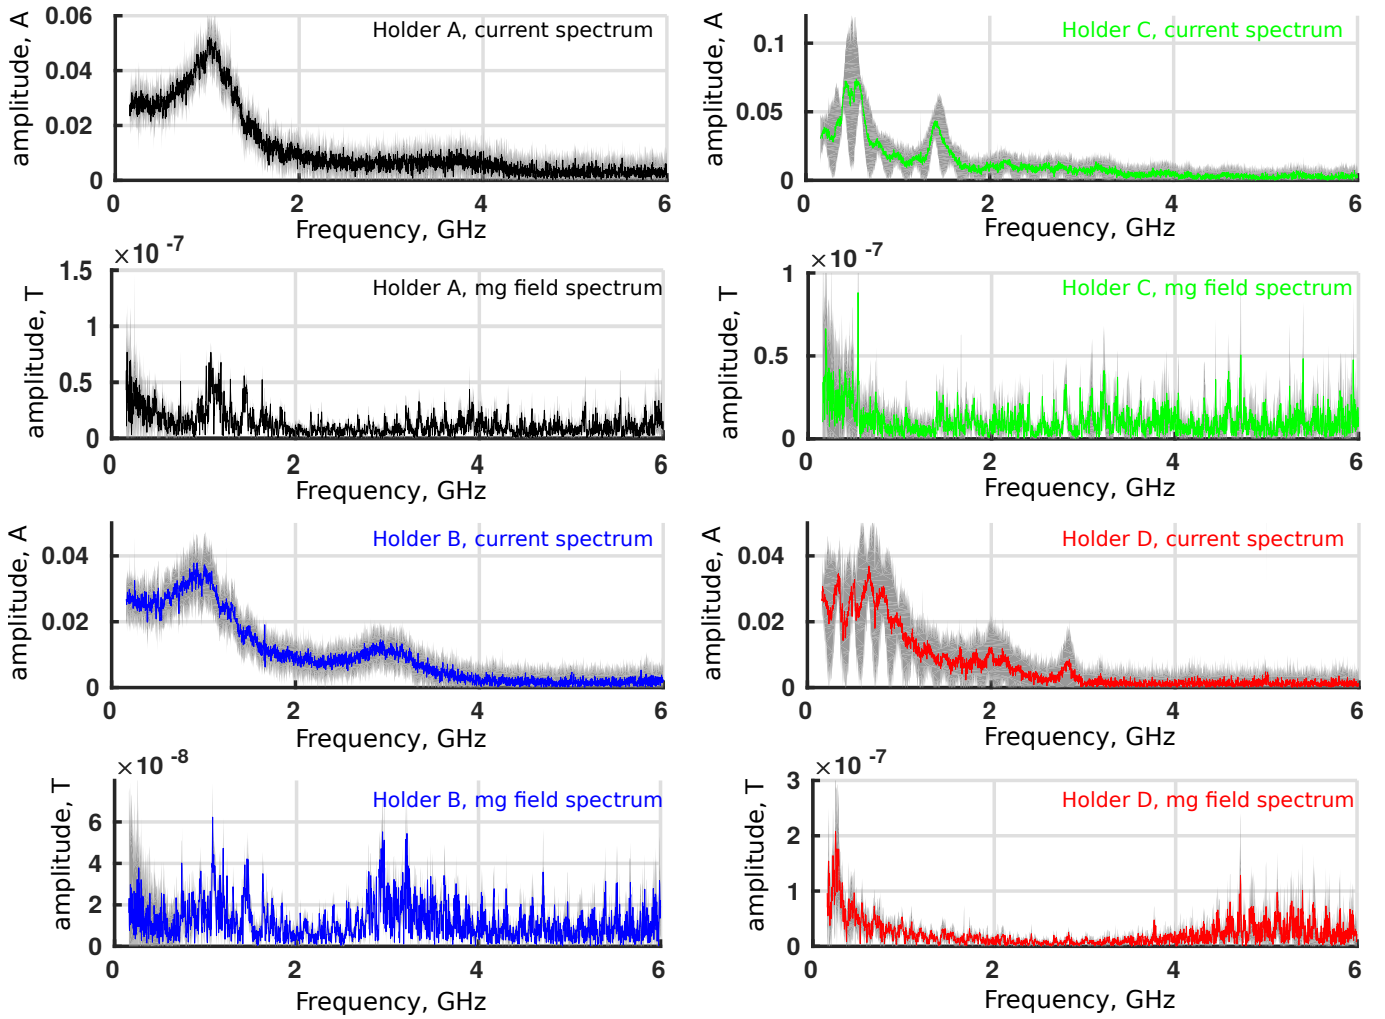 Holder A, current spectrum
amplitude, A
0.06
0.04
0.02
0
0 2 4 6
Frequency, GHz
Holder C, current spectrum
amplitude, A
0.1
0.05
0
0 2 4 6
Frequency, GHz
×10 -7
Holder A, mg field spectrum
amplitude, T
1.5
1
0.5
0
0 2 4 6
Frequency, GHz
×10 -7
Holder C, mg field spectrum
amplitude, T
1
0.5
0
0 2 4 6
Frequency, GHz
Holder B, current spectrum
amplitude, A
0.04
0.02
0
0 2 4 6
Frequency, GHz
Holder D, current spectrum
amplitude, A
0.04
0.02
0
0 2 4 6
Frequency, GHz
×10 -8
Holder B, mg field spectrum
amplitude, T
6
4
2
0
0 2 4 6
Frequency, GHz
×10 -7
Holder D, mg field spectrum
amplitude, T
3
2
1
0
0 2 4 6
Frequency, GHz